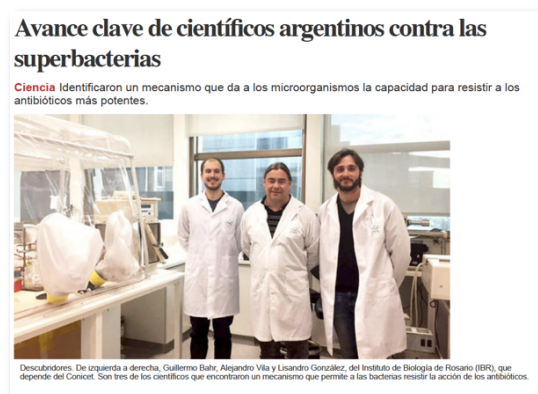 Avance clave de científicos argentinos contra las
superbacterias
Ciencia Identificaron un mecanismo que da a los microorganismos la capacidad para resistir a los
antibióticos más potentes.
Descubridores. De izquierda a derecha, Guillermo Bahr, Alejandro Vila y Lisandro González, del Instituto de Biología de Rosario (IBR), que
depende del Conicet. Son tres de los científicos que encontraron un mecanismo que permite a las bacterias resistir la acción de los antibióticos.